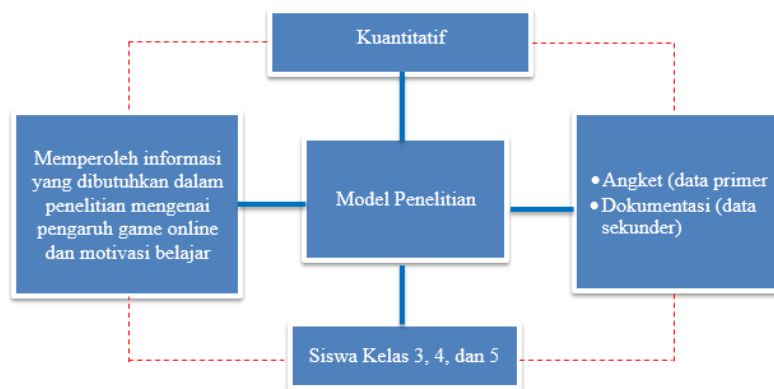 Kuantitatif
Memperoleh informasi
yang dibutuhkan dalam
penelitian mengenai
pengaruh game online
dan motivasi belajar
Model Penelitian
• Angket (data primer
• Dokumentasi (data
sekunder)
Siswa Kelas 3, 4, dan 5